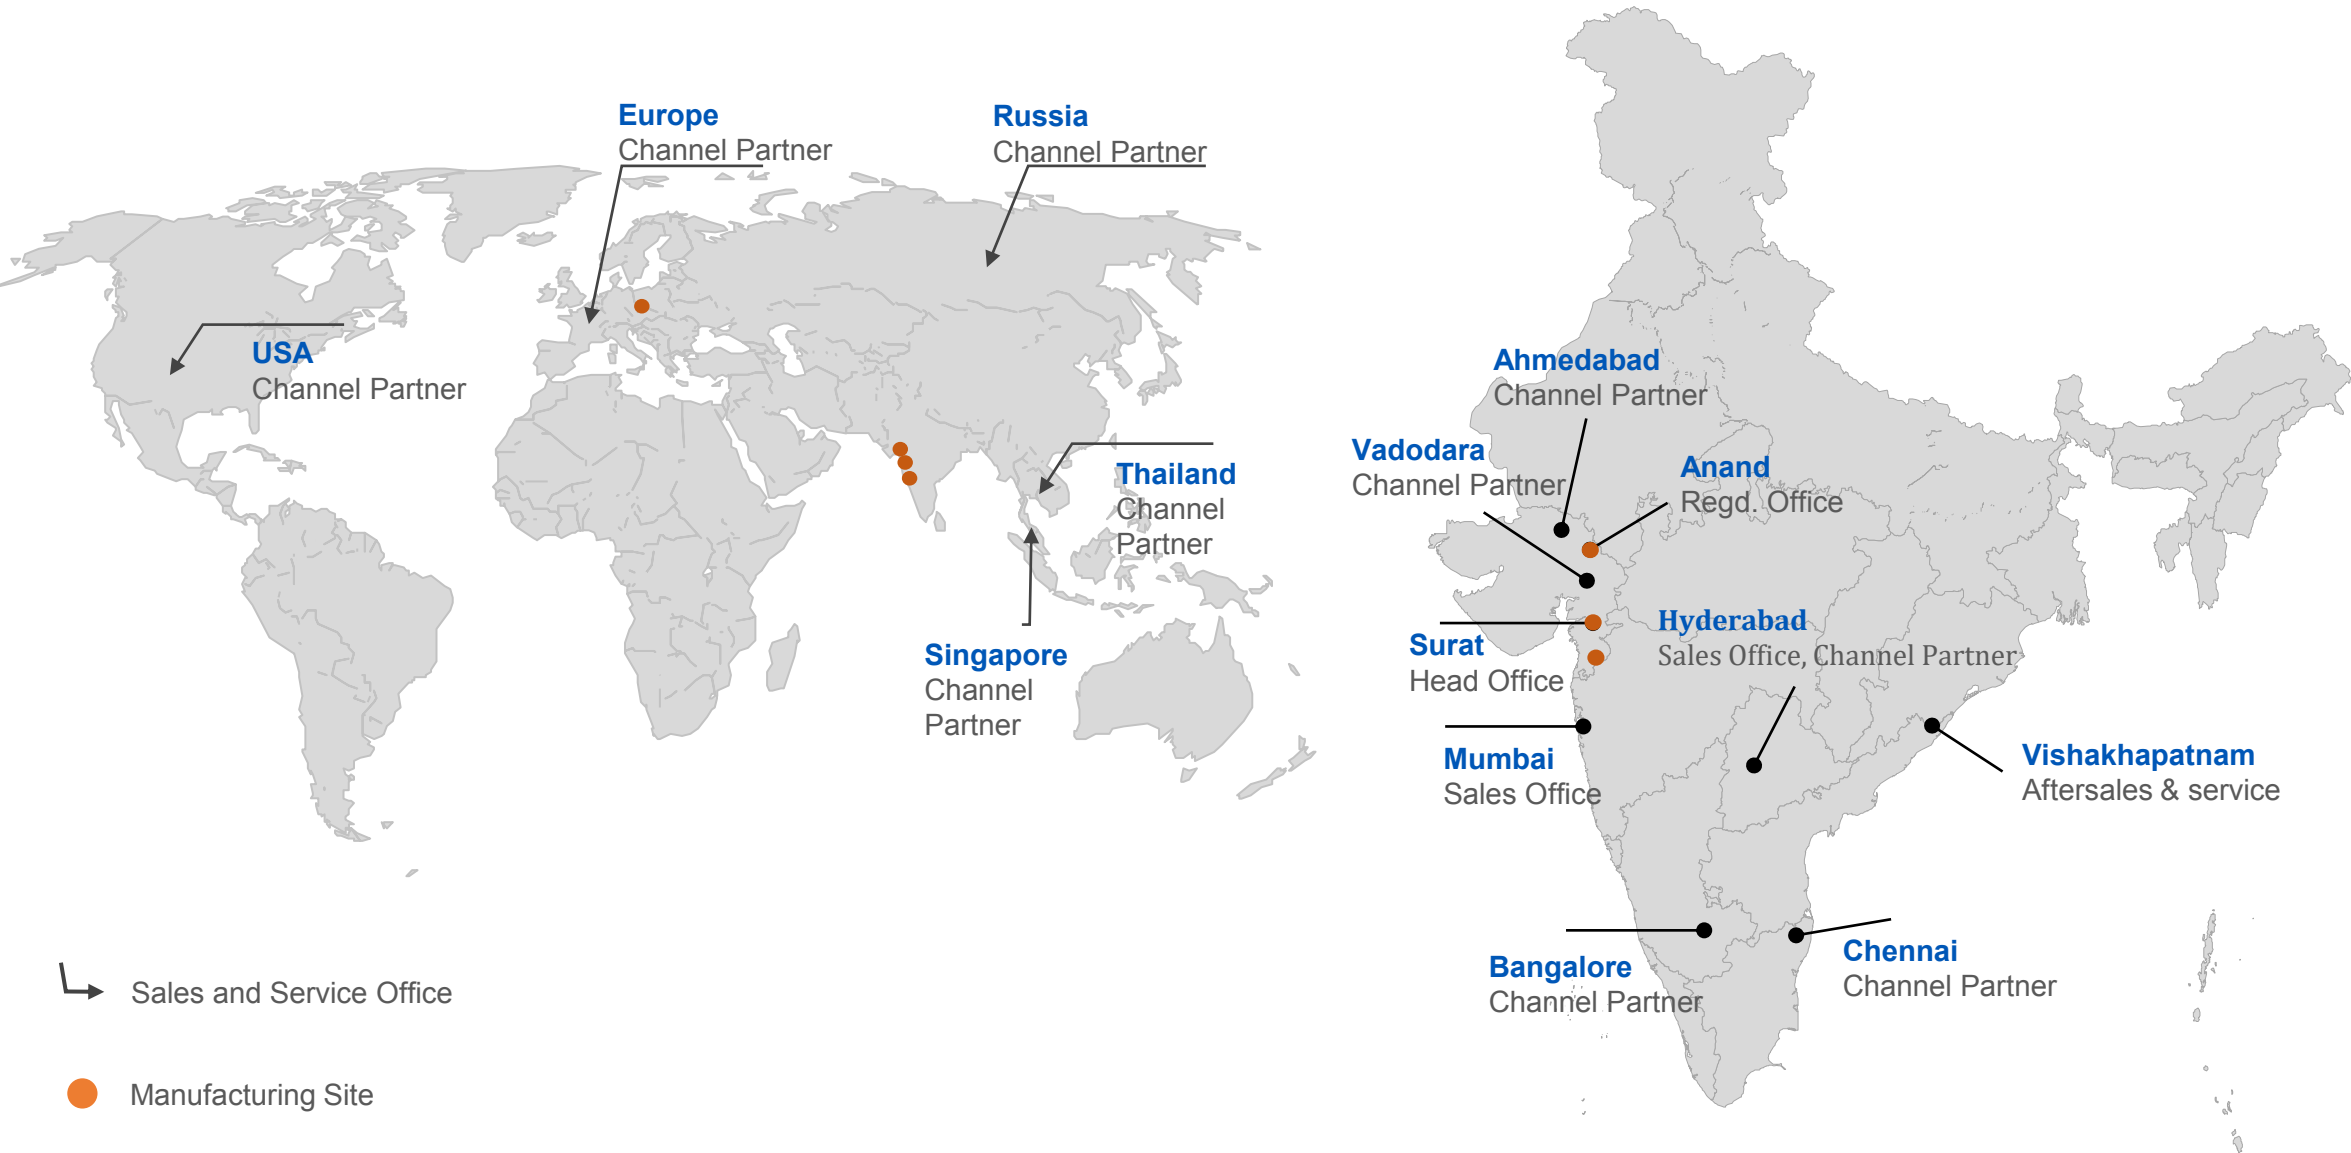 Europe
Channel Partner
Russia
Channel Partner
USA
Channel Partner
Thailand
Channel
Partner
Singapore
Channel
Partner
Sales and Service Office
Manufacturing Site
Ahmedabad
Channel Partner
Vadodara
Channel Partner
Anand
Regd. Office
Hyderabad
Sales Office, Channel Partner
Surat
Head Office
Mumbai
Sales Office
Vishakhapatnam
Aftersales & service
Bangalore
Channel Partner
Chennai
Channel Partner